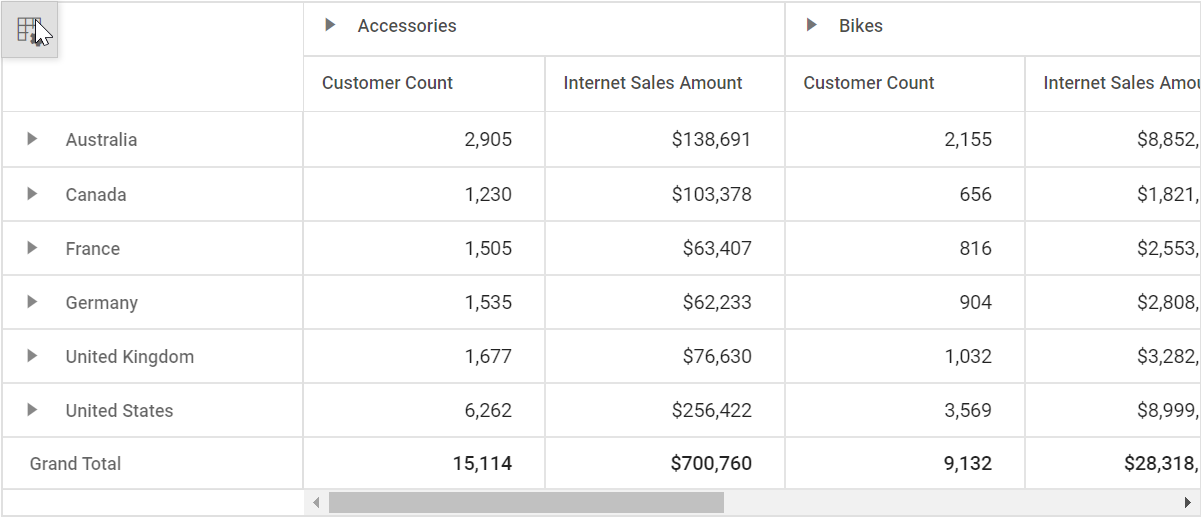 Accessories Bikes
Customer Count Internet Sales Amount Customer Count Internet Sales Amou
Australia 2,905 $138,691 2,155 $8,852,
Canada 1,230 $103,378 656 $1,821,
France 1,505 $63,407 816 $2,553,
Germany 1,535 $62,233 904 $2,808,
United Kingdom 1,677 $76,630 1,032 $3,282,
United States 6,262 $256,422 3,569 $8,999,
Grand Total 15,114 $700,760 9,132 $28,318,